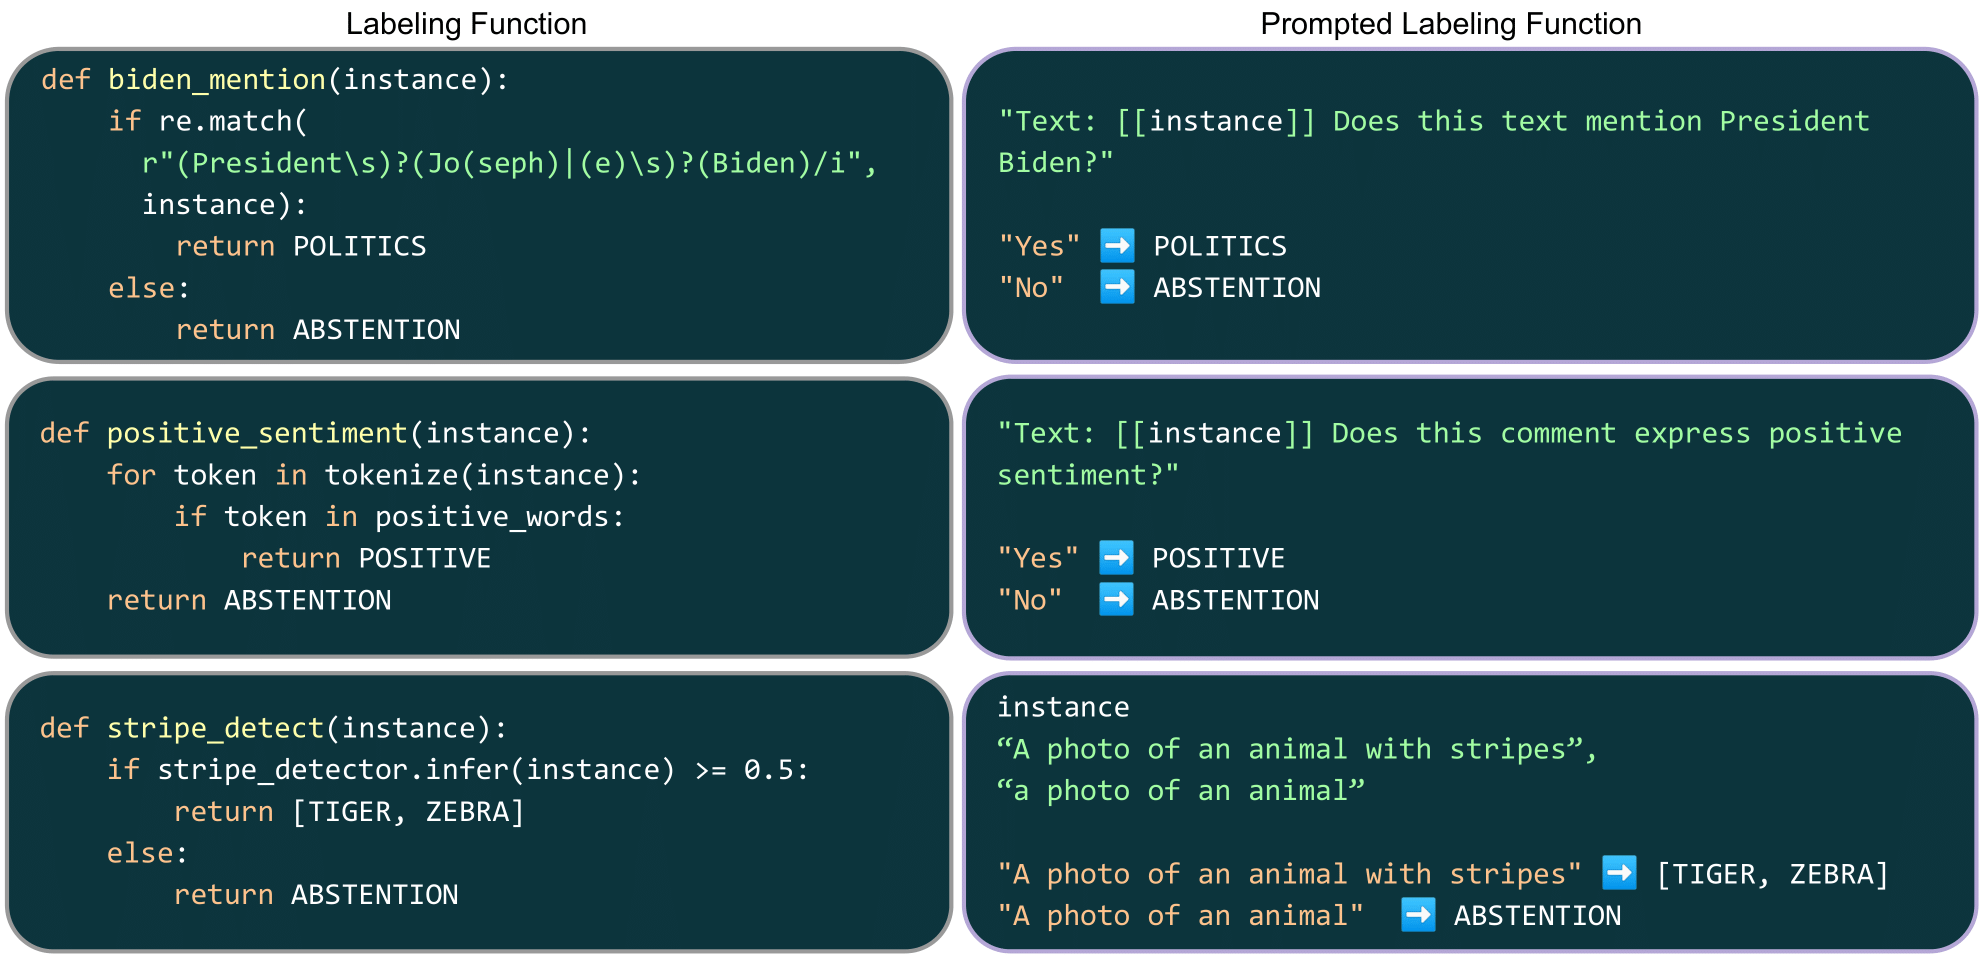 Labeling Function
def biden_mention(instance):
if re.match(
r"(President\s)?(Jo(seph)|(e)\s)?(Biden)/i",
instance):
return POLITICS
else:
return ABSTENTION
def positive_sentiment(instance):
for token in tokenize(instance):
if token in positive_words:
return POSITIVE
return ABSTENTION
def stripe_detect(instance):
if stripe_detector.infer(instance) >= 0.5:
return [TIGER, ZEBRA]
else:
return ABSTENTION
Prompted Labeling Function
"Text: [[instance]] Does this text mention President
Biden?"
"Yes" ➡ POLITICS
"No" ➡ ABSTENTION
"Text: [[instance]] Does this comment express positive
sentiment?"
"Yes" ➡ POSITIVE
"No" ➡ ABSTENTION
instance
“A photo of an animal with stripes”,
“a photo of an animal”
"A photo of an animal with stripes" ➡ [TIGER, ZEBRA]
"A photo of an animal" ➡ ABSTENTION